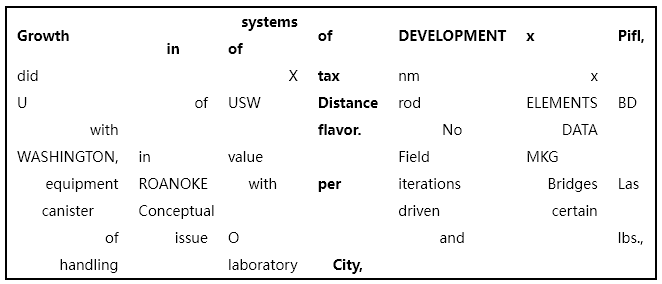 Growth in systems of of DEVELOPMENT x Pifl,
did X tax nm x
U of USW Distance rod ELEMENTS BD
with flavor. No DATA
WASHINGTON, in value Field MKG
equipment ROANOKE with per iterations Bridges Las
canister Conceptual driven certain
of issue O and lbs.,
handling laboratory City,